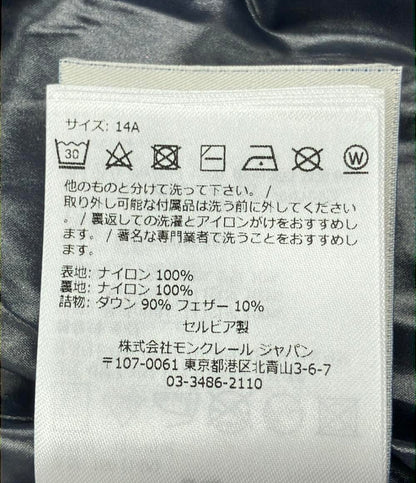 サイズ: 14A
30
W
他のものと分けて洗って下さい。 /
取り外し可能な付属品は洗う前に外してください
。 / 裏返しての洗濯とアイロンがけをおすすめし
ます。 / 著名な専門業者で洗うことをおすすめし
ます。
表地: ナイロン 100%
裏地: ナイロン 100%
詰物: ダウン 90% フェザー 10%
セルビア製
株式会社モンクレール ジャパン
〒107-0061 東京都港区北青山3-6-7
03-3486-2110